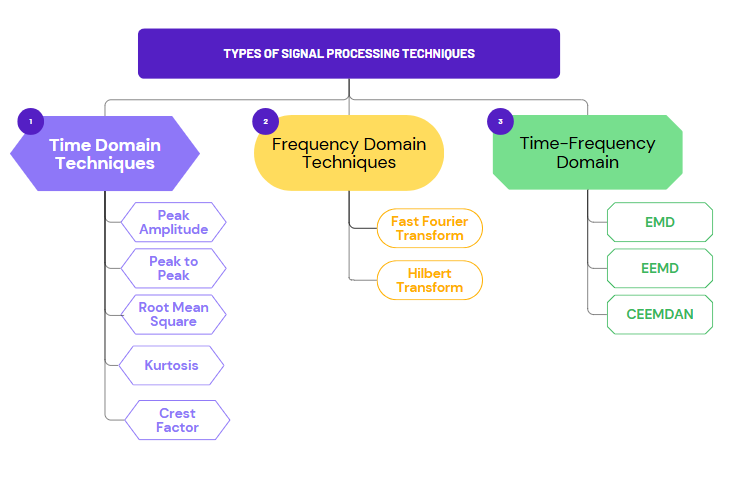 TYPES OF SIGNAL PROCESSING TECHNIQUES
1
Time Domain
Techniques
Peak
Amplitude
Peak to
Peak
Root Mean
Square
Kurtosis
Crest
Factor
2
Frequency Domain
Techniques
Fast Fourier
Transform
Hilbert
Transform
3
Time-Frequency
Domain
EMD
EEMD
CEEMDAN